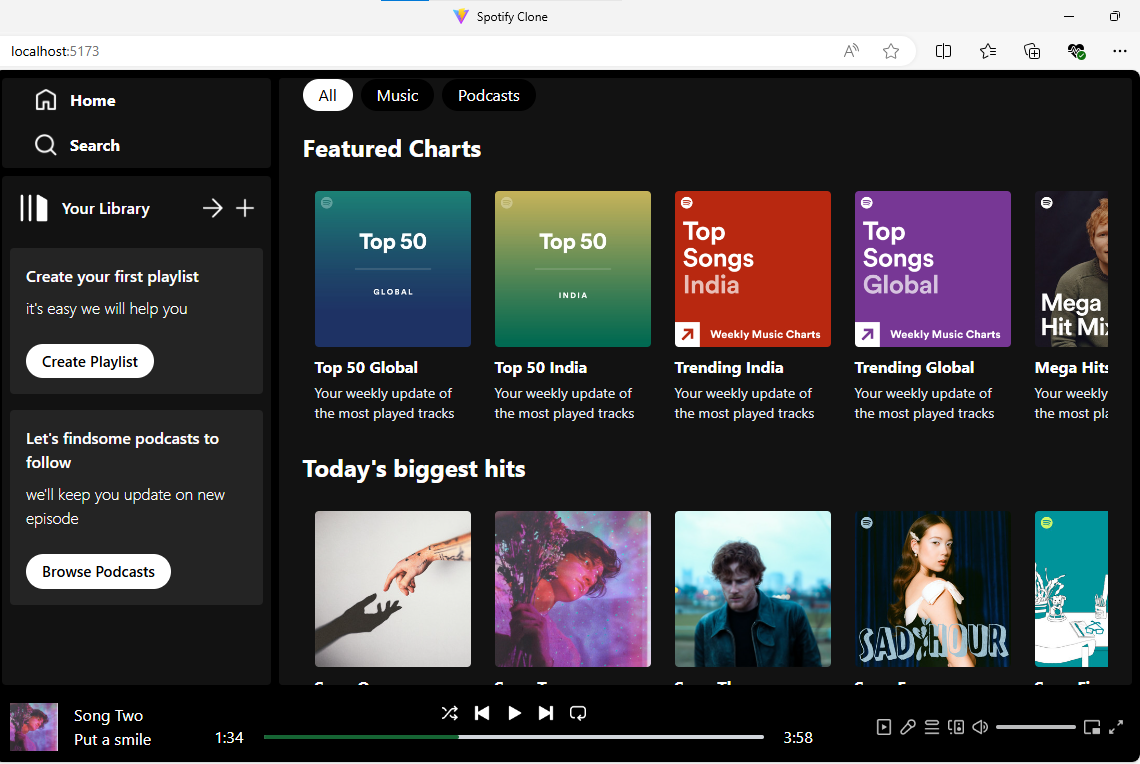 Spotify Clone
localhost:5173
Home
Search
Your Library
Create your first playlist
it's easy we will help you
Create Playlist
Let's findsome podcasts to
follow
we'll keep you update on new
episode
Browse Podcasts
All Music Podcasts
Featured Charts
Top 50
GLOBAL
Top 50
INDIA
Top
Songs
India
Weekly Music Charts
Top
Songs
Global
Weekly Music Charts
Mega
Hit Mi
Top 50 Global
Your weekly update of
the most played tracks
Top 50 India
Your weekly update of
the most played tracks
Trending India
Your weekly update of
the most played tracks
Trending Global
Your weekly update of
the most played tracks
Mega Hits
Your weekly
the most pla
Today's biggest hits
SAD HOUR
Song Two
Put a smile
1:34
3:58